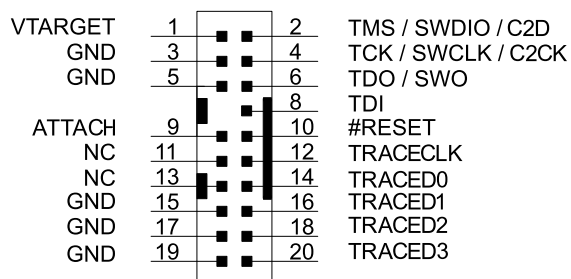 VTARGET 1 2 TMS / SWDIO / C2D
GND 3 4 TCK / SWCLK / C2CK
GND 5 6 TDO / SWO
8 TDI
ATTACH 9 10 #RESET
NC 11 12 TRACECLK
NC 13 14 TRACED0
GND 15 16 TRACED1
GND 17 18 TRACED2
GND 19 20 TRACED3